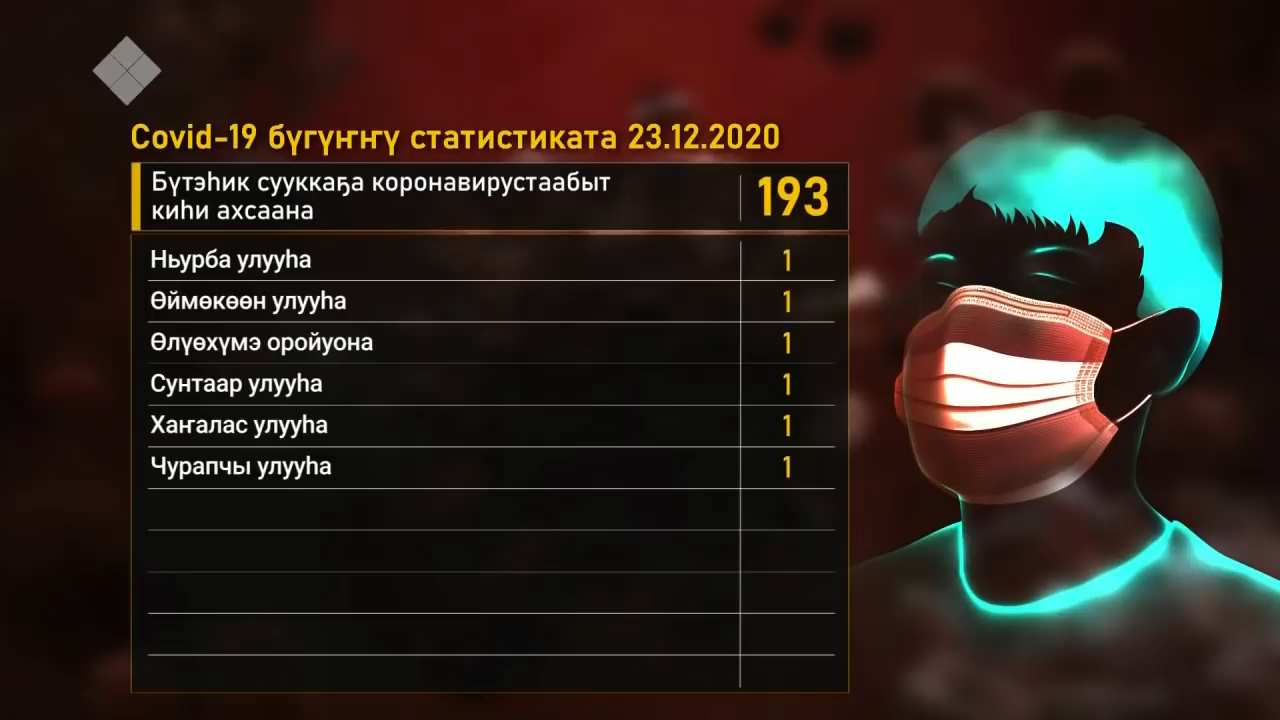 Covid-19 бүгүҥҥү статистиката 23.12.2020
Бүтэһик сууккаҕа коронавирустаабыт
киһи ахсаана 193
Ньурба улууһа 1
Өймөкөөн улууһа 1
Өлүөхүмэ оройуона 1
Сунтаар улууһа 1
Хаҥалас улууһа 1
Чурапчы улууһа 1